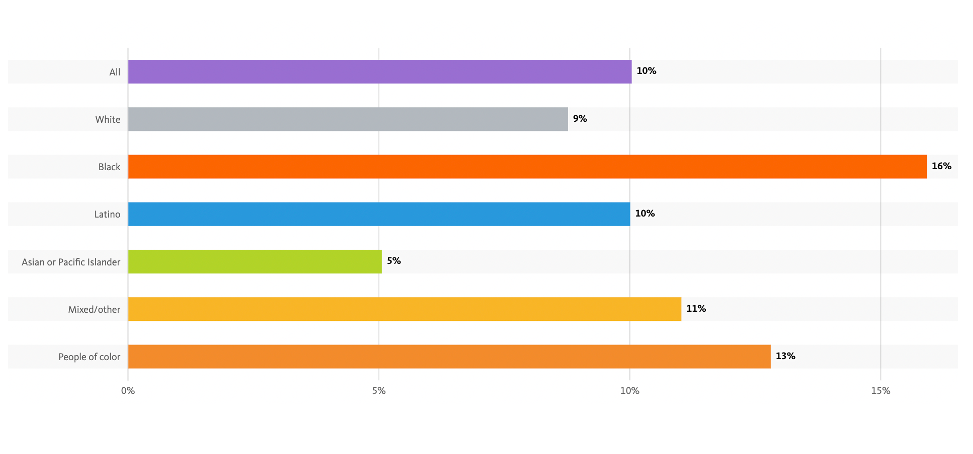 All 10%
White 9%
Black 16%
Latino 10%
Asian or Pacific Islander 5%
Mixed/other 11%
People of color 13%
0% 5% 10% 15%